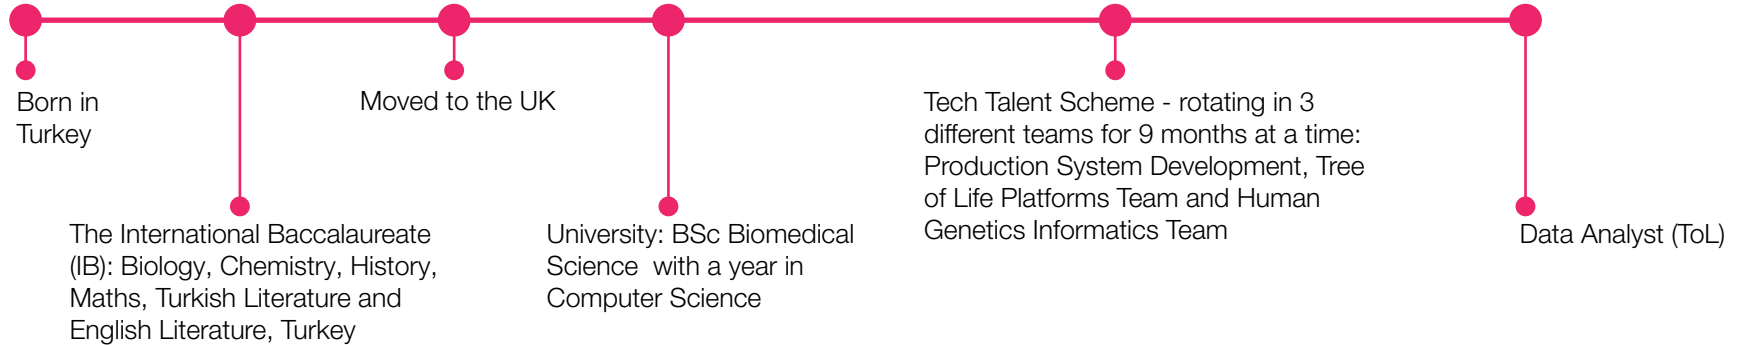 Born in
Turkey
The International Baccalaureate
(IB): Biology, Chemistry, History,
Maths, Turkish Literature and
English Literature, Turkey
Moved to the UK
University: BSc Biomedical
Science  with a year in
Computer Science
Tech Talent Scheme - rotating in 3
different teams for 9 months at a time:
Production System Development, Tree
of Life Platforms Team and Human
Genetics Informatics Team
Data Analyst (ToL)